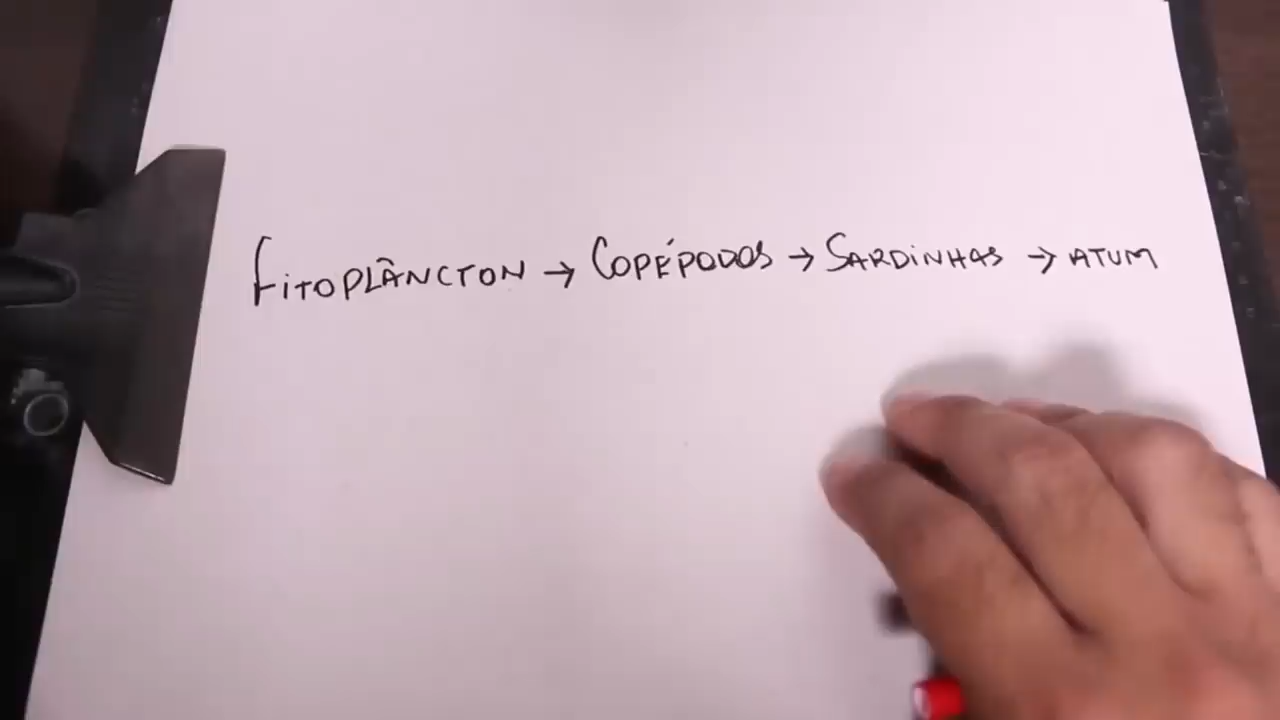 Fitoplâncton → Copépodos → Sardinhas → atum